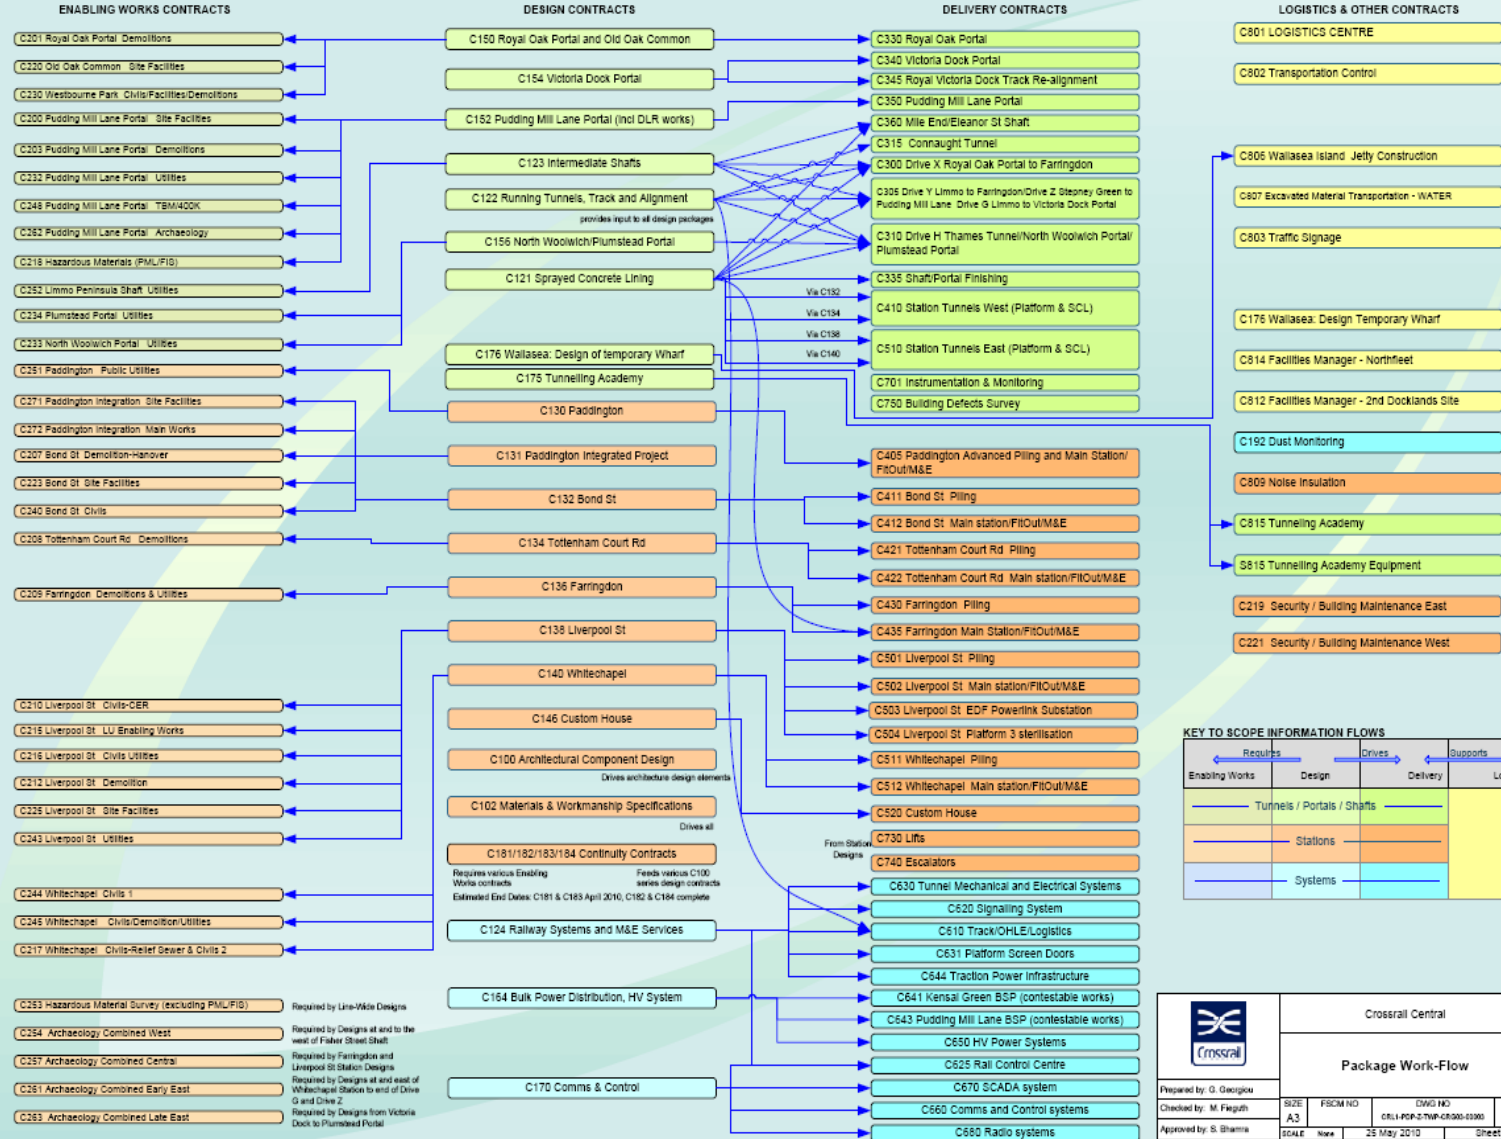 ENABLING WORKS CONTRACTS
C201 Royal Oak Portal Demolitions
C220 Old Oak Common Site Facilities
C230 Westbourne Park Civils/Facilities/Demolitions
C200 Pudding Mill Lane Portal Site Facilities
C203 Pudding Mill Lane Portal Demolitions
C232 Pudding Mill Lane Portal Utilities
C248 Pudding Mill Lane Portal TBM/400K
C262 Pudding Mill Lane Portal Archaeology
C218 Hazardous Materials (PML/FIS)
C252 Limmo Peninsula Shaft Utilities
C234 Plumstead Portal Utilities
C233 North Woolwich Portal Utilities
C251 Paddington Public Utilities
C271 Paddington Integration Site Facilities
C272 Paddington Integration Main Works
C207 Bond St Demolition-Hanover
C223 Bond St Site Facilities
C240 Bond St Civils
C208 Tottenham Court Rd Demolitions
C209 Farringdon Demolitions & Utilities
C210 Liverpool St Civils-CER
C215 Liverpool St LU Enabling Works
C216 Liverpool St Civils Utilities
C212 Liverpool St Demolition
C225 Liverpool St Site Facilities
C243 Liverpool St Utilities
C244 Whitechapel Civils 1
C245 Whitechapel Civils/Demolition/Utilities
C217 Whitechapel Civils-Relief Sewer & Civils 2
C253 Hazardous Material Survey (excluding PML/FIS)
Required by Line-Wide Designs
C254 Archaeology Combined West
Required by Designs at and to the
west of Fisher Street Shaft
C257 Archaeology Combined Central
Required by Farringdon and
Liverpool St Station Designs
C261 Archaeology Combined Early East
Required by Designs at and east of
Whitechapel Station to end of Drive
G and Drive Z
C263 Archaeology Combined Late East
Required by Designs from Victoria
Dock to Plumstead Portal
DESIGN CONTRACTS
C150 Royal Oak Portal and Old Oak Common
C154 Victoria Dock Portal
C152 Pudding Mill Lane Portal (incl DLR works)
C123 Intermediate Shafts
C122 Running Tunnels, Track and Alignment
provides input to all design packages
C156 North Woolwich/Plumstead Portal
C121 Sprayed Concrete Lining
C176 Wallasea: Design of temporary Wharf
C175 Tunnelling Academy
C130 Paddington
C131 Paddington Integrated Project
C132 Bond St
C134 Tottenham Court Rd
C136 Farringdon
C138 Liverpool St
C140 Whitechapel
C146 Custom House
C100 Architectural Component Design
Drives architecture design elements
C102 Materials & Workmanship Specifications
Drives all
C181/182/183/184 Continuity Contracts
Requires various Enabling
Works contracts
Feeds various C100
series design contracts
Estimated End Dates: C181 & C183 April 2010, C182 & C184 complete
C124 Railway Systems and M&E Services
C164 Bulk Power Distribution, HV System
C170 Comms & Control
DELIVERY CONTRACTS
C330 Royal Oak Portal
C340 Victoria Dock Portal
C345 Royal Victoria Dock Track Re-alignment
C350 Pudding Mill Lane Portal
C360 Mile End/Eleanor St Shaft
C315 Connaught Tunnel
C300 Drive X Royal Oak Portal to Farringdon
C305 Drive Y Limmo to Farringdon/Drive Z Stepney Green to
Pudding Mill Lane Drive G Limmo to Victoria Dock Portal
C310 Drive H Thames Tunnel/North Woolwich Portal/
Plumstead Portal
C335 Shaft/Portal Finishing
Via C132
C410 Station Tunnels West (Platform & SCL)
Via C134
Via C138
C510 Station Tunnels East (Platform & SCL)
Via C140
C701 Instrumentation & Monitoring
C750 Building Defects Survey
C405 Paddington Advanced Piling and Main Station/
FitOut/M&E
C411 Bond St Piling
C412 Bond St Main station/FitOut/M&E
C421 Tottenham Court Rd Piling
C422 Tottenham Court Rd Main station/FitOut/M&E
C430 Farringdon Piling
C435 Farringdon Main Station/FitOut/M&E
C501 Liverpool St Piling
C502 Liverpool St Main station/FitOut/M&E
C503 Liverpool St EDF Powerlink Substation
C504 Liverpool St Platform 3 sterilisation
C511 Whitechapel Piling
C512 Whitechapel Main station/FitOut/M&E
C520 Custom House
C730 Lifts
From Station
Designs
C740 Escalators
C630 Tunnel Mechanical and Electrical Systems
C620 Signalling System
C610 Track/OHLE/Logistics
C631 Platform Screen Doors
C644 Traction Power Infrastructure
C641 Kensal Green BSP (contestable works)
C643 Pudding Mill Lane BSP (contestable works)
C650 HV Power Systems
C625 Rail Control Centre
C670 SCADA system
C660 Comms and Control systems
C680 Radio systems
LOGISTICS & OTHER CONTRACTS
C801 LOGISTICS CENTRE
C802 Transportation Control
C806 Wallasea Island Jetty Construction
C807 Excavated Material Transportation - WATER
C803 Traffic Signage
C176 Wallasea: Design Temporary Wharf
C814 Facilities Manager - Northfleet
C812 Facilities Manager - 2nd Docklands Site
C192 Dust Monitoring
C809 Noise Insulation
C815 Tunneling Academy
S815 Tunnelling Academy Equipment
C219 Security / Building Maintenance East
C221 Security / Building Maintenance West
KEY TO SCOPE INFORMATION FLOWS
Requires Drives Supports
Enabling Works Design Delivery Lo
Tunnels / Portals / Shafts
Stations
Systems
Crossrail
Crossrail Central
Package Work-Flow
Prepared by: G. Georgiou
Checked by: M. Fieguth
Approved by: S. Bhamra
SIZE FSCM NO DWG NO
A3 CRL1-PDP-Z-TWP-CRG00-00003
SCALE None 25 May 2010 Sheet